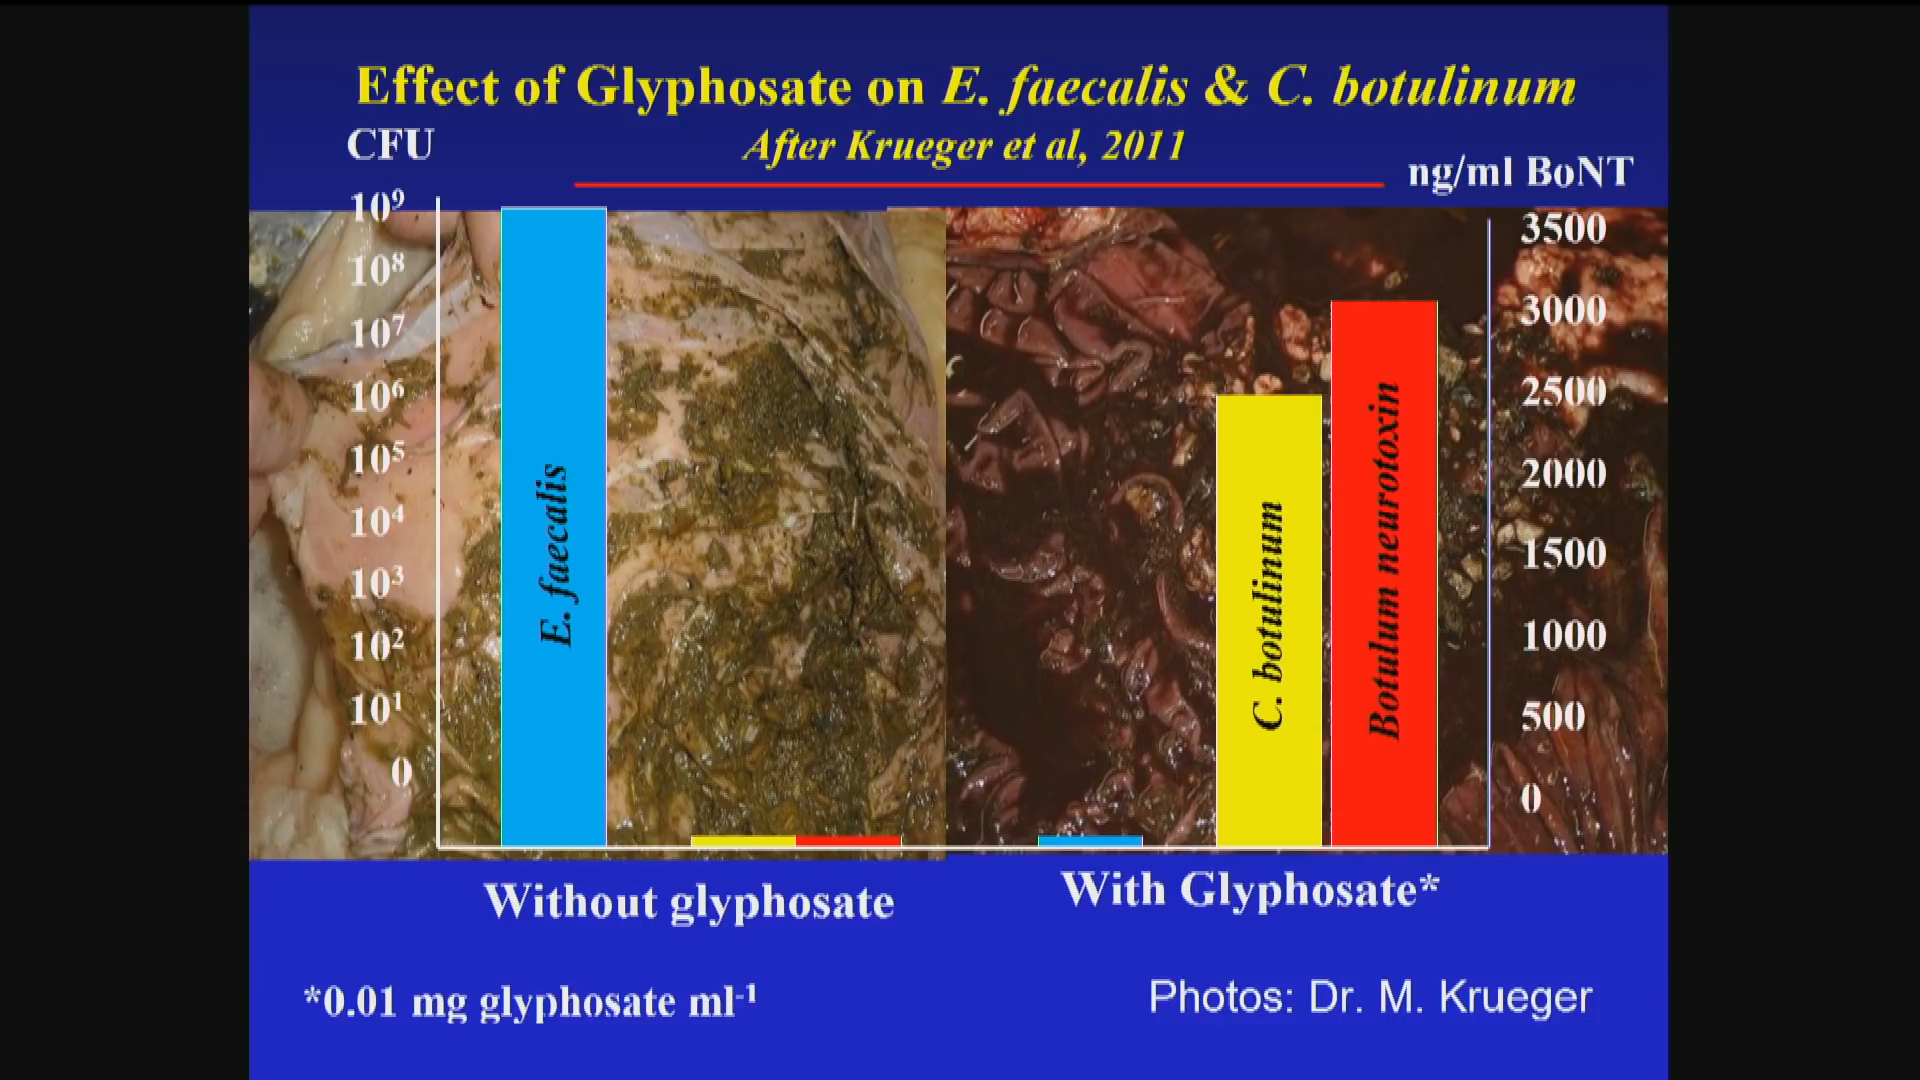 Effect of Glyphosate on E. faecalis & C. botulinum
After Krueger et al, 2011
CFU
ng/ml BoNT
10⁹
10⁸
10⁷
10⁶
10⁵
10⁴
10³
10²
10¹
0
E. faecalis
C. botulinum
Botulum neurotoxin
3500
3000
2500
2000
1500
1000
500
0
Without glyphosate
With Glyphosate*
*0.01 mg glyphosate ml⁻¹
Photos: Dr. M. Krueger